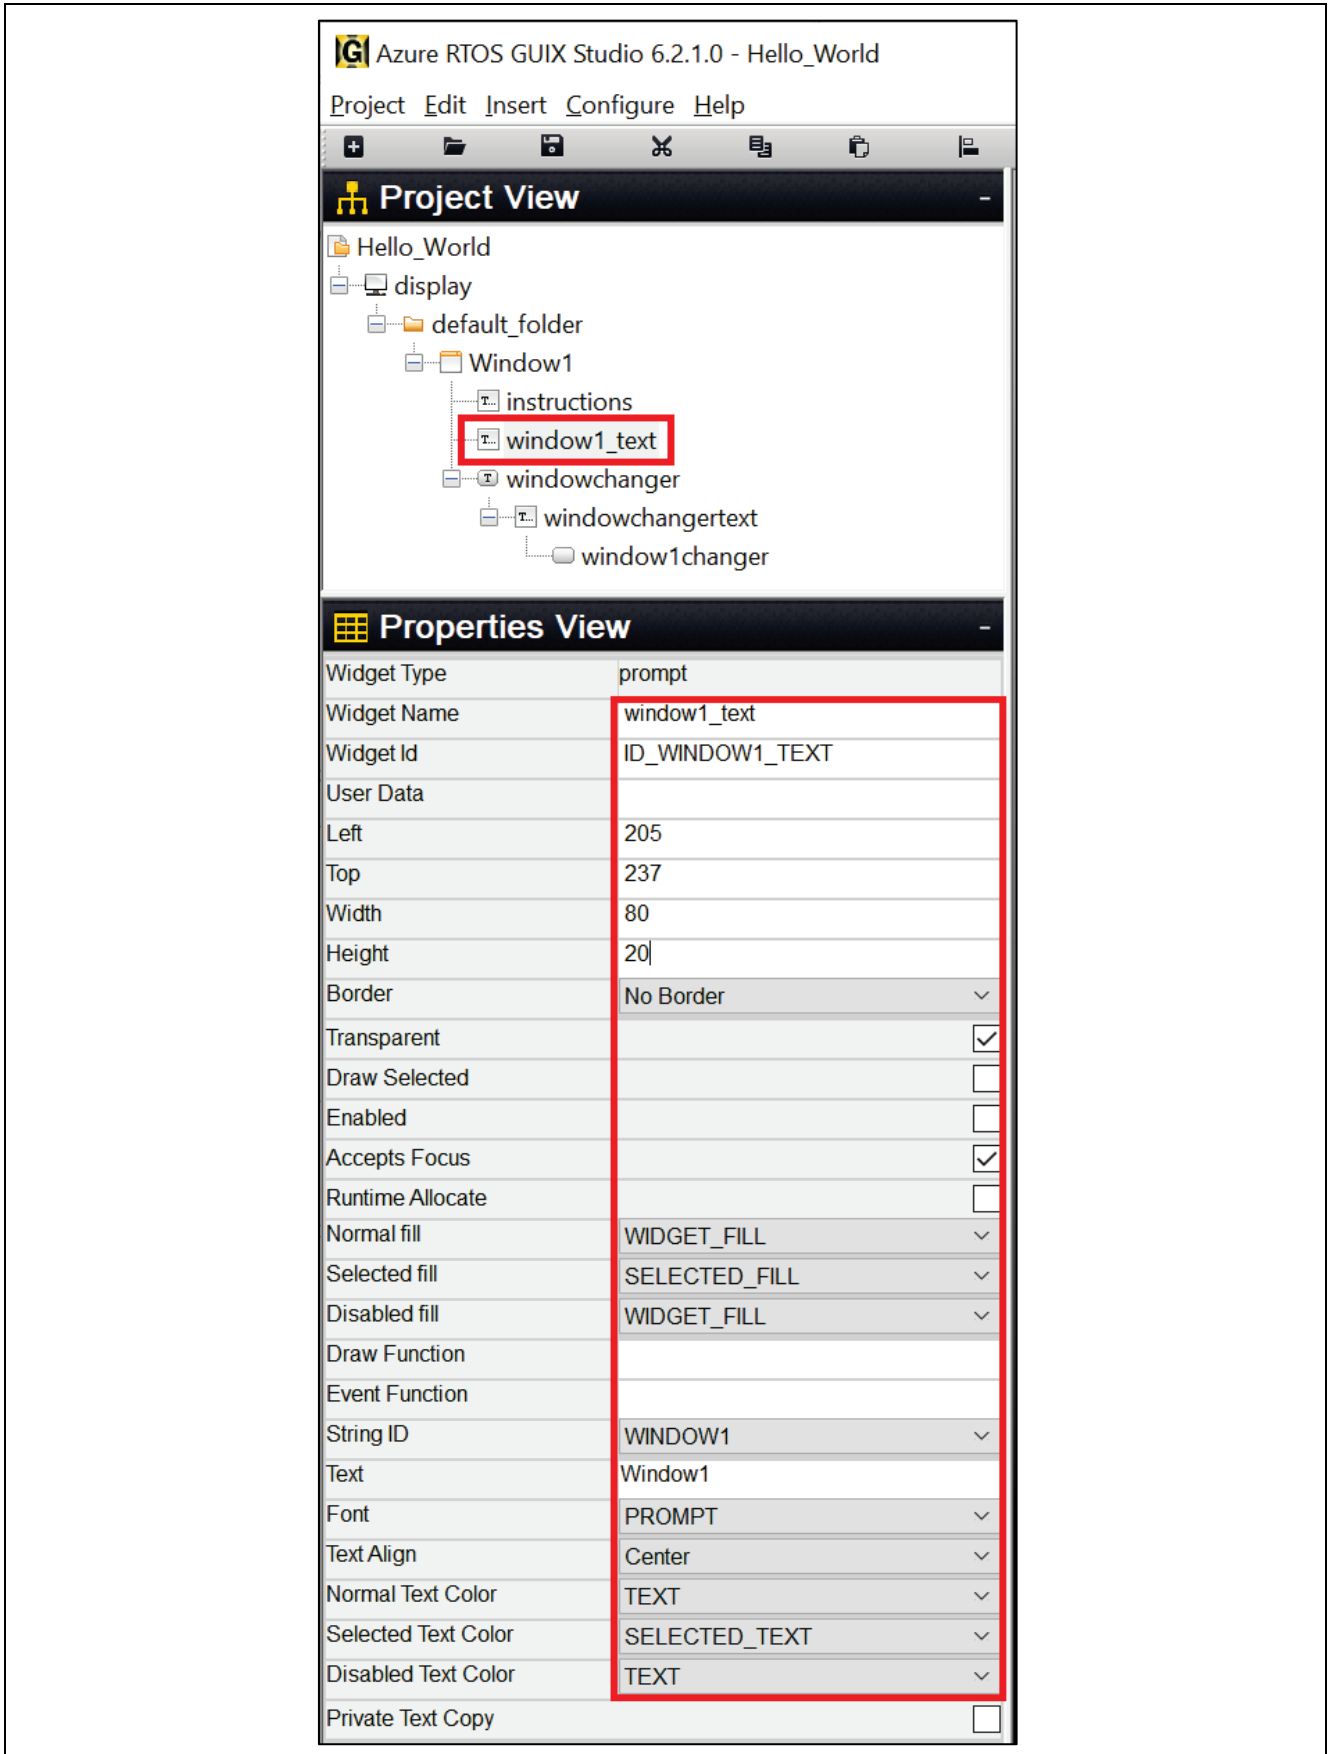 Azure RTOS GUIX Studio 6.2.1.0 - Hello_World
Project Edit Insert Configure Help
Project View
Hello_World
display
default_folder
Window1
instructions
window1_text
windowchanger
windowchangertext
window1changer
Properties View
Widget Type prompt
Widget Name window1_text
Widget Id ID_WINDOW1_TEXT
User Data
Left 205
Top 237
Width 80
Height 20
Border No Border
Transparent
Draw Selected
Enabled
Accepts Focus
Runtime Allocate
Normal fill WIDGET_FILL
Selected fill SELECTED_FILL
Disabled fill WIDGET_FILL
Draw Function
Event Function
String ID WINDOW1
Text Window1
Font PROMPT
Text Align Center
Normal Text Color TEXT
Selected Text Color SELECTED_TEXT
Disabled Text Color TEXT
Private Text Copy